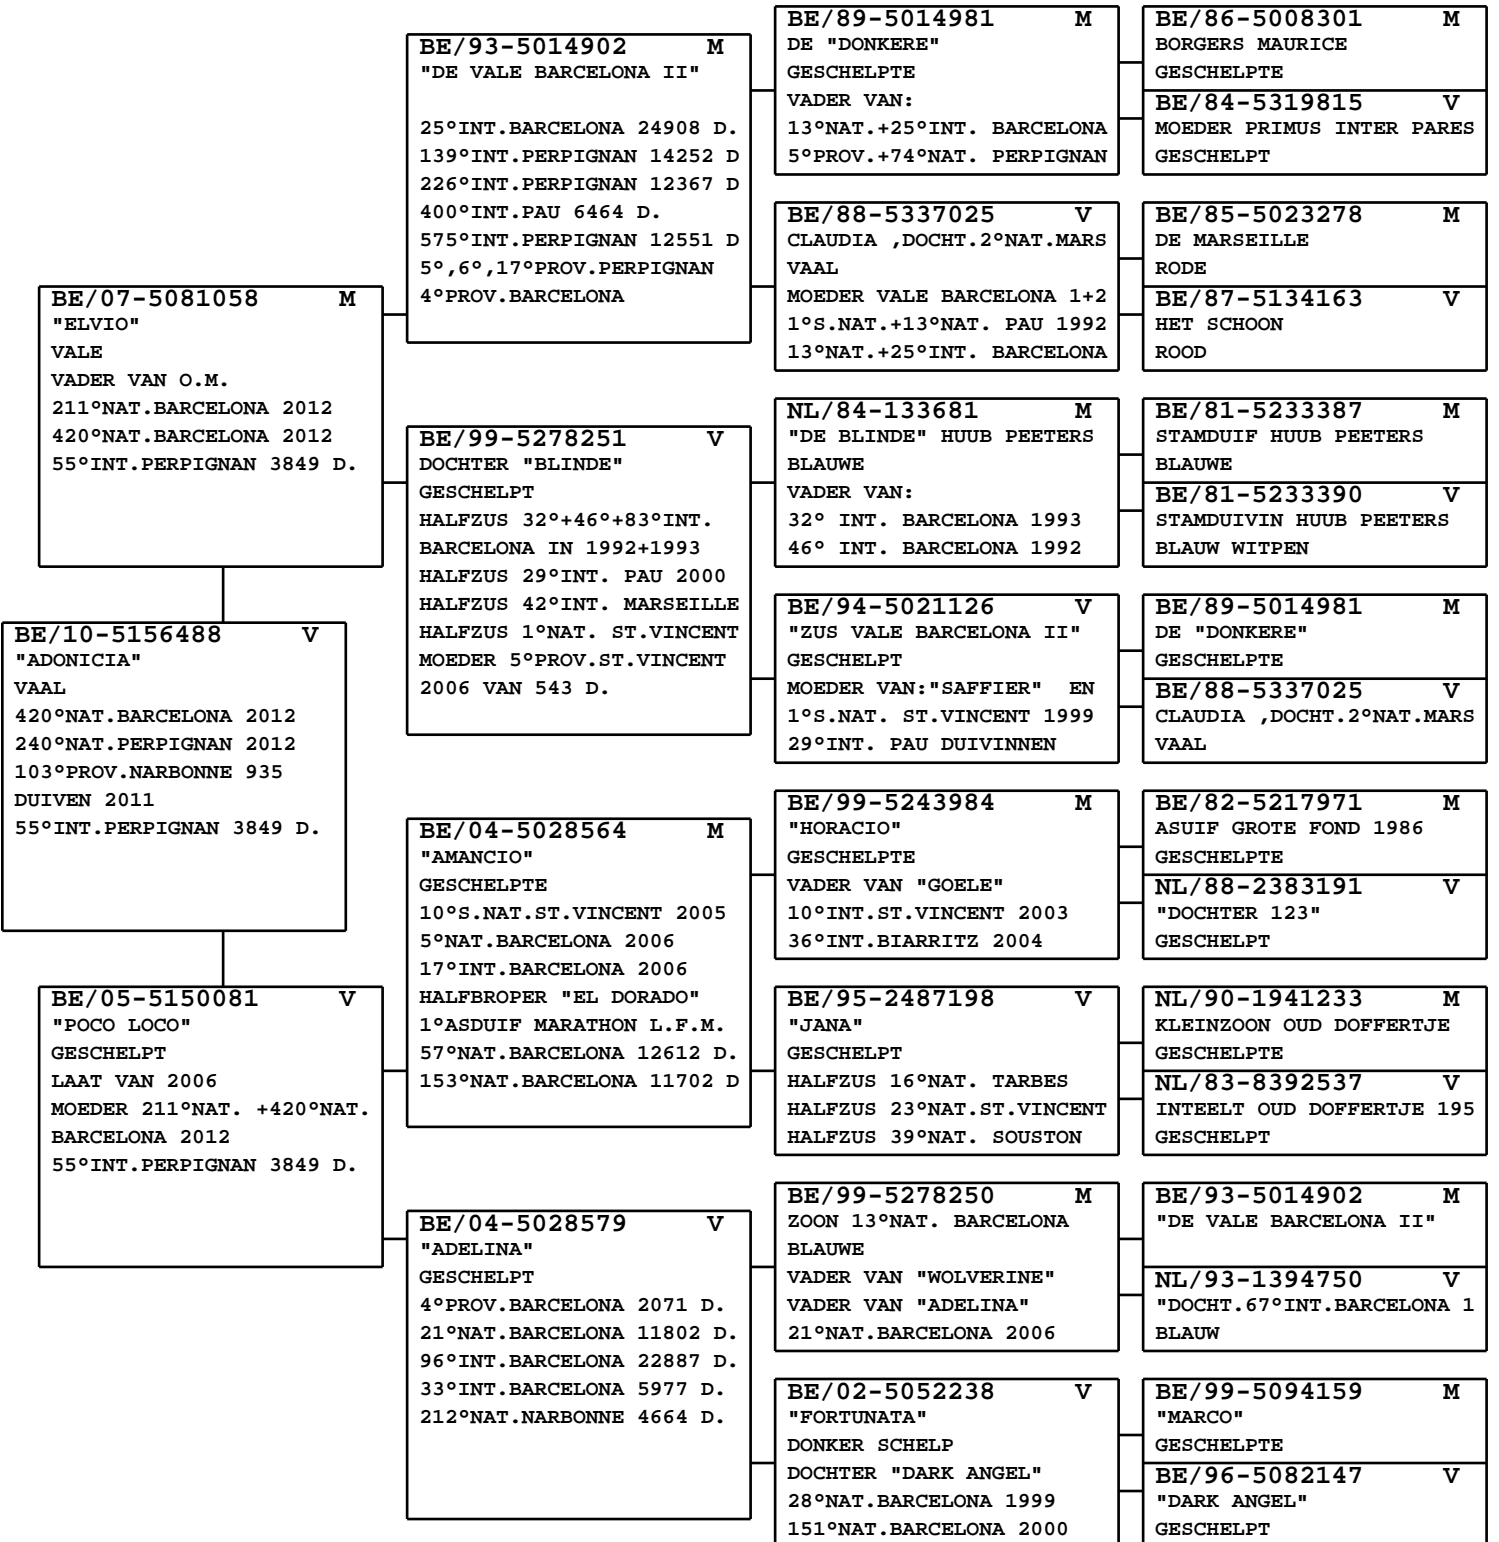 BE/10-5156488 V
"ADONICIA"
VAAL
420°NAT.BARCELONA 2012
240°NAT.PERPIGNAN 2012
103°PROV.NARBONNE 935
DUIVEN 2011
55°INT.PERPIGNAN 3849 D.
BE/07-5081058 M
"ELVIO"
VALE
VADER VAN O.M.
211°NAT.BARCELONA 2012
420°NAT.BARCELONA 2012
55°INT.PERPIGNAN 3849 D.
BE/05-5150081 V
"POCO LOCO"
GESCHELPT
LAAT VAN 2006
MOEDER 211°NAT. +420°NAT.
BARCELONA 2012
55°INT.PERPIGNAN 3849 D.
BE/93-5014902 M
"DE VALE BARCELONA II"
25°INT.BARCELONA 24908 D.
139°INT.PERPIGNAN 14252 D
226°INT.PERPIGNAN 12367 D
400°INT.PAU 6464 D.
575°INT.PERPIGNAN 12551 D
5°,6°,17°PROV.PERPIGNAN
4°PROV.BARCELONA
BE/99-5278251 V
DOCHTER "BLINDE"
GESCHELPT
HALFZUS 32°+46°+83°INT.
BARCELONA IN 1992+1993
HALFZUS 29°INT. PAU 2000
HALFZUS 42°INT. MARSEILLE
HALFZUS 1°NAT. ST.VINCENT
MOEDER 5°PROV.ST.VINCENT
2006 VAN 543 D.
BE/04-5028564 M
"AMANCIO"
GESCHELPTE
10°S.NAT.ST.VINCENT 2005
5°NAT.BARCELONA 2006
17°INT.BARCELONA 2006
HALFBROPER "EL DORADO"
1°ASDUIF MARATHON L.F.M.
57°NAT.BARCELONA 12612 D.
153°NAT.BARCELONA 11702 D
BE/04-5028579 V
"ADELINA"
GESCHELPT
4°PROV.BARCELONA 2071 D.
21°NAT.BARCELONA 11802 D.
96°INT.BARCELONA 22887 D.
33°INT.BARCELONA 5977 D.
212°NAT.NARBONNE 4664 D.
BE/89-5014981 M
DE "DONKERE"
GESCHELPTE
VADER VAN:
13°NAT.+25°INT. BARCELONA
5°PROV.+74°NAT. PERPIGNAN
BE/88-5337025 V
CLAUDIA ,DOCHT.2°NAT.MARS
VAAL
MOEDER VALE BARCELONA 1+2
1°S.NAT.+13°NAT. PAU 1992
13°NAT.+25°INT. BARCELONA
NL/84-133681 M
"DE BLINDE" HUUB PEETERS
BLAUWE
VADER VAN:
32° INT. BARCELONA 1993
46° INT. BARCELONA 1992
BE/94-5021126 V
"ZUS VALE BARCELONA II"
GESCHELPT
MOEDER VAN:"SAFFIER" EN
1°S.NAT. ST.VINCENT 1999
29°INT. PAU DUIVINNEN
BE/99-5243984 M
"HORACIO"
GESCHELPTE
VADER VAN "GOELE"
10°INT.ST.VINCENT 2003
36°INT.BIARRITZ 2004
BE/95-2487198 V
"JANA"
GESCHELPT
HALFZUS 16°NAT. TARBES
HALFZUS 23°NAT.ST.VINCENT
HALFZUS 39°NAT. SOUSTON
BE/99-5278250 M
ZOON 13°NAT. BARCELONA
BLAUWE
VADER VAN "WOLVERINE"
VADER VAN "ADELINA"
21°NAT.BARCELONA 2006
BE/02-5052238 V
"FORTUNATA"
DONKER SCHELP
DOCHTER "DARK ANGEL"
28°NAT.BARCELONA 1999
151°NAT.BARCELONA 2000
BE/86-5008301 M
BORGERS MAURICE
GESCHELPTE
BE/84-5319815 V
MOEDER PRIMUS INTER PARES
GESCHELPT
BE/85-5023278 M
DE MARSEILLE
RODE
BE/87-5134163 V
HET SCHOON
ROOD
BE/81-5233387 M
STAMDUIF HUUB PEETERS
BLAUWE
BE/81-5233390 V
STAMDUIVIN HUUB PEETERS
BLAUW WITPEN
BE/89-5014981 M
DE "DONKERE"
GESCHELPTE
BE/88-5337025 V
CLAUDIA ,DOCHT.2°NAT.MARS
VAAL
BE/82-5217971 M
ASUIF GROTE FOND 1986
GESCHELPTE
NL/88-2383191 V
"DOCHTER 123"
GESCHELPT
NL/90-1941233 M
KLEINZOON OUD DOFFERTJE
GESCHELPTE
NL/83-8392537 V
INTEELT OUD DOFFERTJE 195
GESCHELPT
BE/93-5014902 M
"DE VALE BARCELONA II"
NL/93-1394750 V
"DOCHT.67°INT.BARCELONA 1
BLAUW
BE/99-5094159 M
"MARCO"
GESCHELPTE
BE/96-5082147 V
"DARK ANGEL"
GESCHELPT